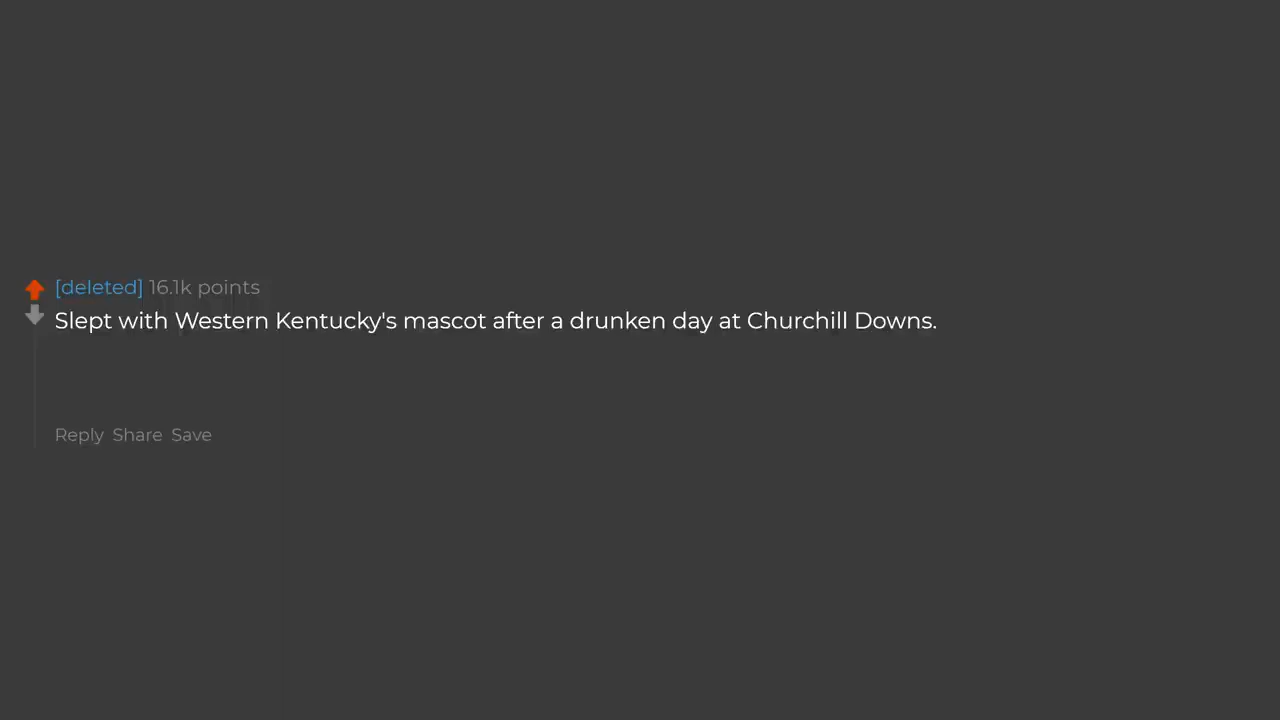 [deleted] 16.1k points
Slept with Western Kentucky's mascot after a drunken day at Churchill Downs.
Reply Share Save